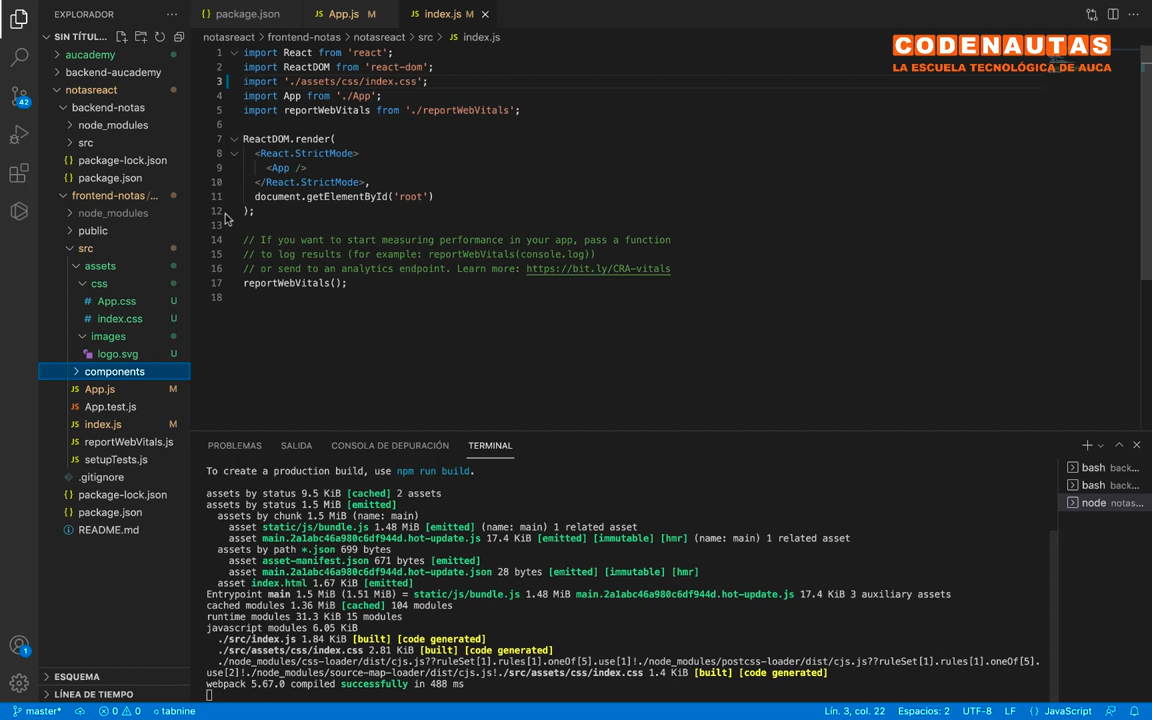 EXPLORADOR
SIN TÍTUL...
aucademy
backend-aucademy
notasreact
backend-notas
node_modules
src
package-lock.json
package.json
frontend-notas /...
node_modules
public
src
assets
css
# App.css U
# index.css U
images
logo.svg U
components
JS App.js M
JS App.test.js
JS index.js M
JS reportWebVitals.js
JS setupTests.js
.gitignore
package-lock.json
package.json
README.md
ESQUEMA
LÍNEA DE TIEMPO
42
1
package.json
JS App.js M
JS index.js M
notasreact > frontend-notas > src > JS index.js
CODENAUTAS
LA ESCUELA TECNOLÓGICA DE AUCA
1 import React from 'react';
2 import ReactDOM from 'react-dom';
3 import './assets/css/index.css';
4 import App from './App';
5 import reportWebVitals from './reportWebVitals';
6
7 ReactDOM.render(
8 <React.StrictMode>
9 <App />
10 </React.StrictMode>,
11 document.getElementById('root')
12 );
13
14 // If you want to start measuring performance in your app, pass a function
15 // to log results (for example: reportWebVitals(console.log))
16 // or send to an analytics endpoint. Learn more: https://bit.ly/CRA-vitals
17 reportWebVitals();
18
PROBLEMAS SALIDA CONSOLA DE DEPURACIÓN TERMINAL
To create a production build, use npm run build.
assets by status 9.5 KiB [cached] 2 assets
assets by status 1.5 MiB [emitted]
assets by chunk 1.5 MiB (name: main)
asset static/js/bundle.js 1.48 MiB [emitted] (name: main) 1 related asset
asset main.2a1abc46a980c6df944d.hot-update.js 17.4 KiB [emitted] [immutable] [hmr] (name: main) 1 related asset
assets by path *.json 699 bytes
asset asset-manifest.json 671 bytes [emitted]
asset main.2a1abc46a980c6df944d.hot-update.json 28 bytes [emitted] [immutable] [hmr]
asset index.html 1.67 KiB [emitted]
Entrypoint main 1.5 MiB (1.51 MiB) = static/js/bundle.js 1.48 MiB main.2a1abc46a980c6df944d.hot-update.js 17.4 KiB 3 auxiliary assets
cached modules 1.36 MiB [cached] 104 modules
runtime modules 31.3 KiB 15 modules
javascript modules 6.05 KiB
./src/index.js 1.84 KiB [built] [code generated]
./src/assets/css/index.css 2.81 KiB [built] [code generated]
./node_modules/css-loader/dist/cjs.js??ruleSet[1].rules[1].oneOf[5].use[1]!./node_modules/postcss-loader/dist/cjs.js??ruleSet[1].rules[1].oneOf[5].
use[2]!./node_modules/source-map-loader/dist/cjs.js!./src/assets/css/index.css 1.4 KiB [built] [code generated]
webpack 5.67.0 compiled successfully in 488 ms
bash back...
bash back...
node notas...
master* 0 0 tabnine Lín. 3, col. 22 Espacios: 2 UTF-8 LF {} JavaScript